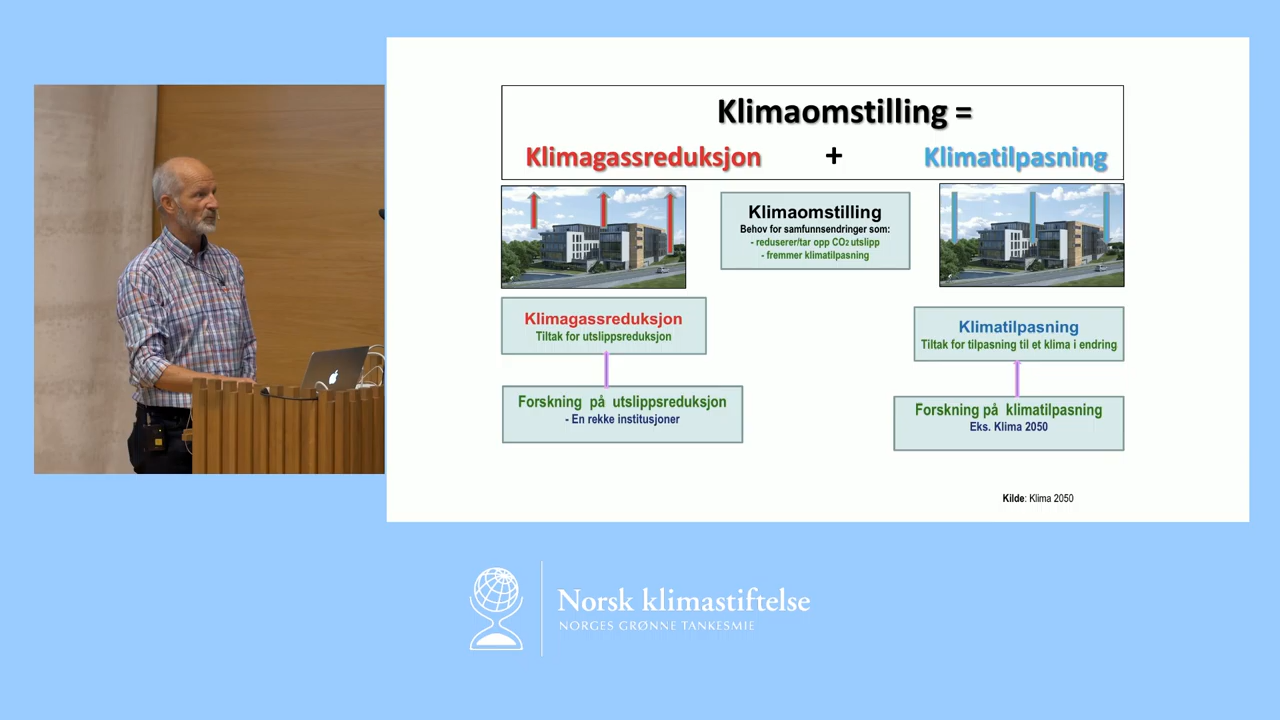 Klimaomstilling =
Klimagassreduksjon + Klimatilpasning
Klimaomstilling
Behov for samfunnsendringer som:
- reduserer/tar opp CO2 utslipp
- fremmer klimatilpasning
Klimagassreduksjon
Tiltak for utslippsreduksjon
Klimatilpasning
Tiltak for tilpasning til et klima i endring
Forskning på utslippsreduksjon
- En rekke institusjoner
Forskning på klimatilpasning
Eks. Klima 2050
Kilde: Klima 2050
Norsk klimastiftelse
NORGES GRØNNE TANKESMIE